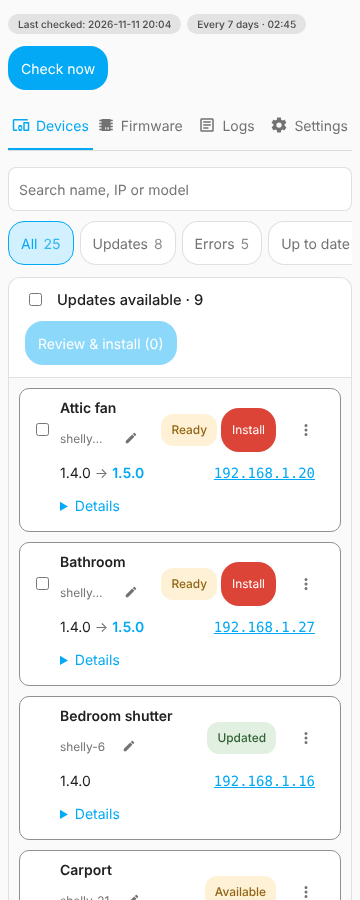 Last checked: 2026-11-11 20:04 Every 7 days · 02:45
Check now
Devices Firmware Logs Settings
Search name, IP or model
All 25 Updates 8 Errors 5 Up to date
Updates available · 9
Review & install (0)
Attic fan
shelly... Ready Install
1.4.0 → 1.5.0 192.168.1.20
Details
Bathroom
shelly... Ready Install
1.4.0 → 1.5.0 192.168.1.27
Details
Bedroom shutter
shelly-6 Updated
1.4.0 192.168.1.16
Details
Carport
shelly-21 Available